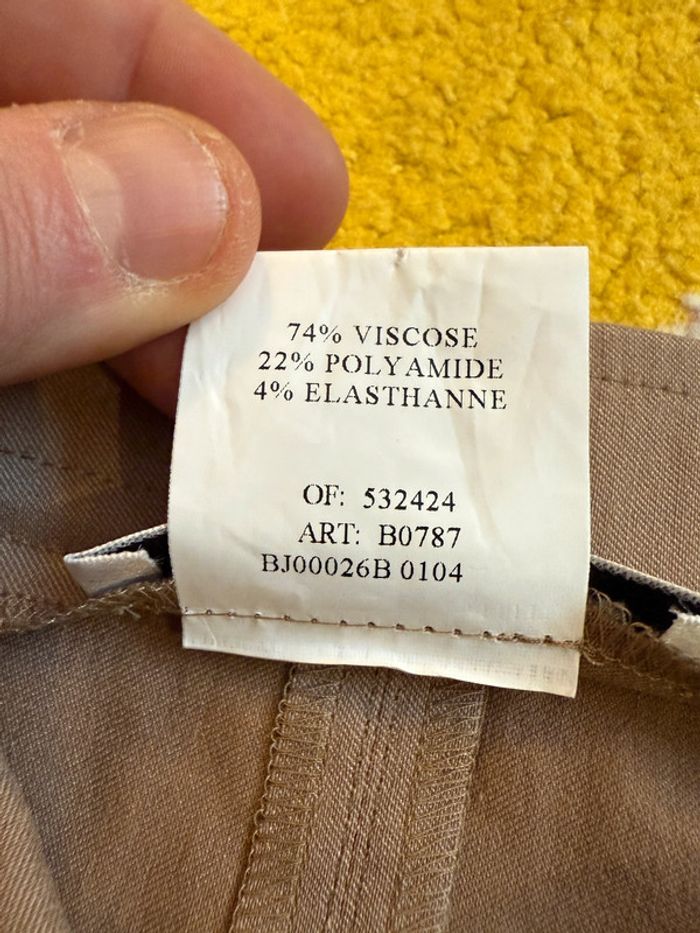 74% VISCOSE
22% POLYAMIDE
4% ELASTHANNE
OF: 532424
ART: B0787
BJ00026B 0104